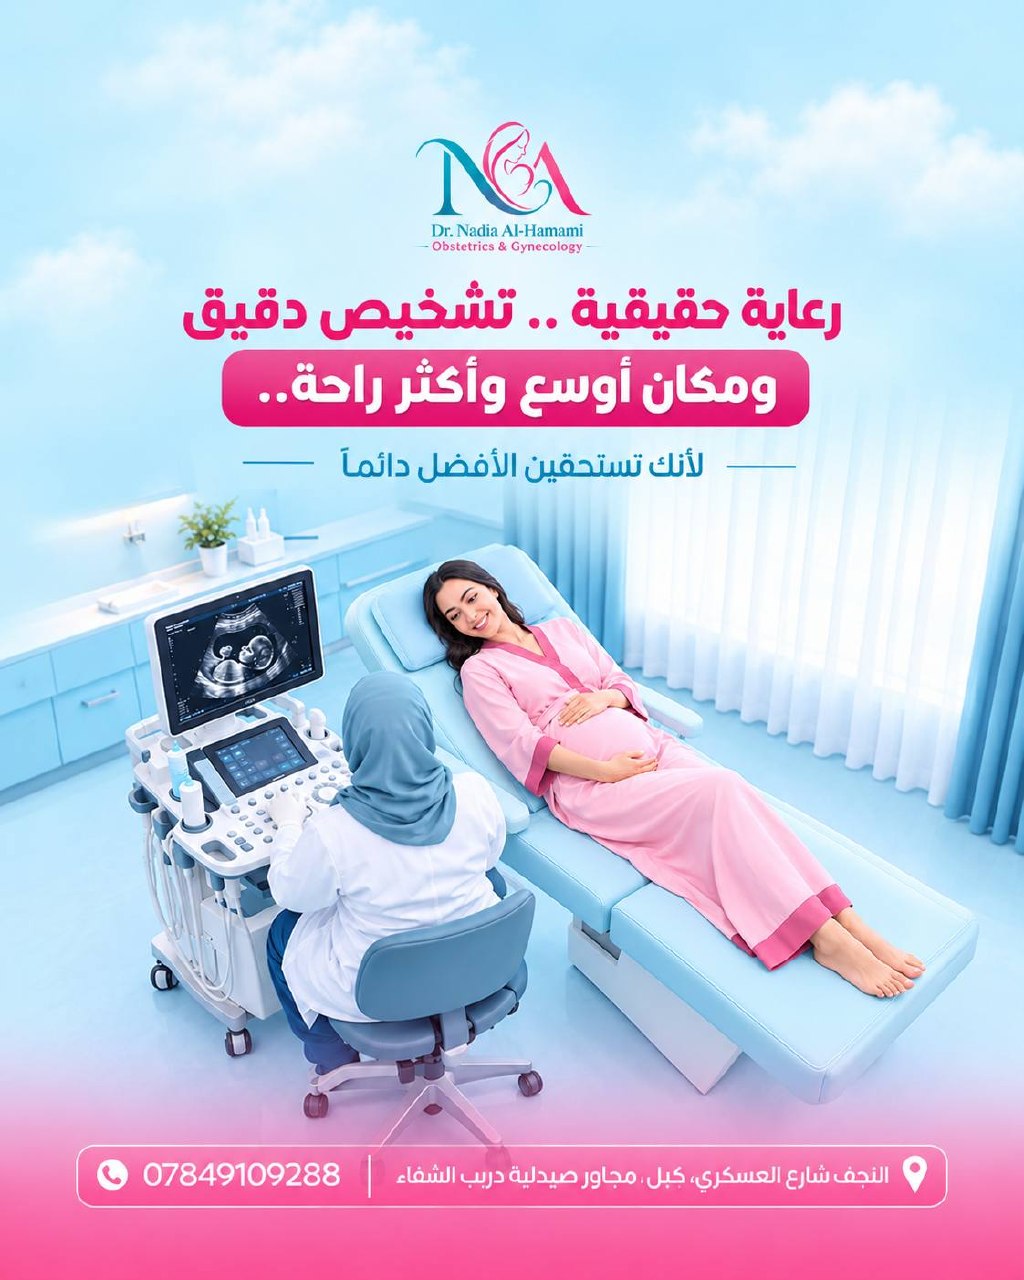 NA
Dr. Nadia Al-Hamami
Obstetrics & Gynecology
رعاية حقيقية .. تشخيص دقيق
ومكان أوسع وأكثر راحة..
لأنك تستحقين الأفضل دائماً
النجف شارع العسكري، كبل، مجاور صيدلية دربب الشفاء
07849109288